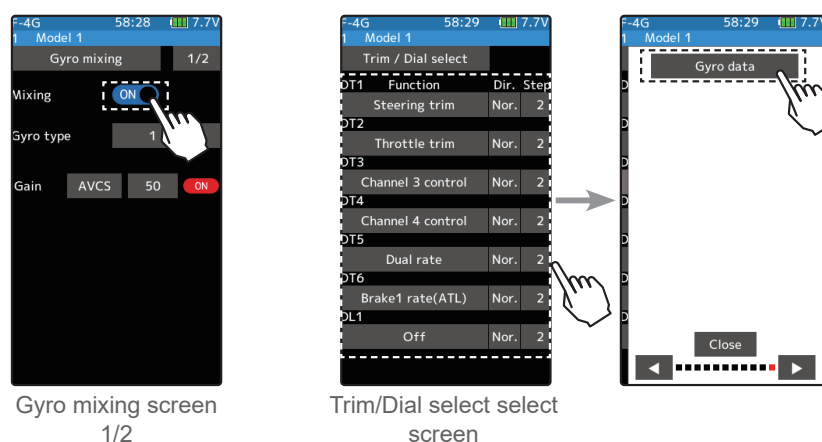 F-4G 58:28 7.7V
1 Model 1
Gyro mixing 1/2
Mixing ON
Gyro type 1
Gain AVCS 50 ON
Gyro mixing screen
1/2
F-4G 58:29 7.7V
1 Model 1
Trim / Dial select
DT1 Function Dir. Step
Steering trim Nor. 2
DT2
Throttle trim Nor. 2
DT3
Channel 3 control Nor. 2
DT4
Channel 4 control Nor. 2
DT5
Dual rate Nor. 2
DT6
Brake1 rate(ATL) Nor. 2
DL1
Off Nor. 2
Trim/Dial select select
screen
F-4G 58:29 7.7V
1 Model 1
Gyro data
Close